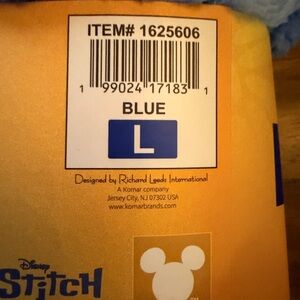 ITEM# 1625606
1 99024 17183 1
BLUE
L
Designed by Richard Leeds International
A Komar company
Jersey City, NJ 07302 USA
www.komarbrands.com
Disney
Stitch